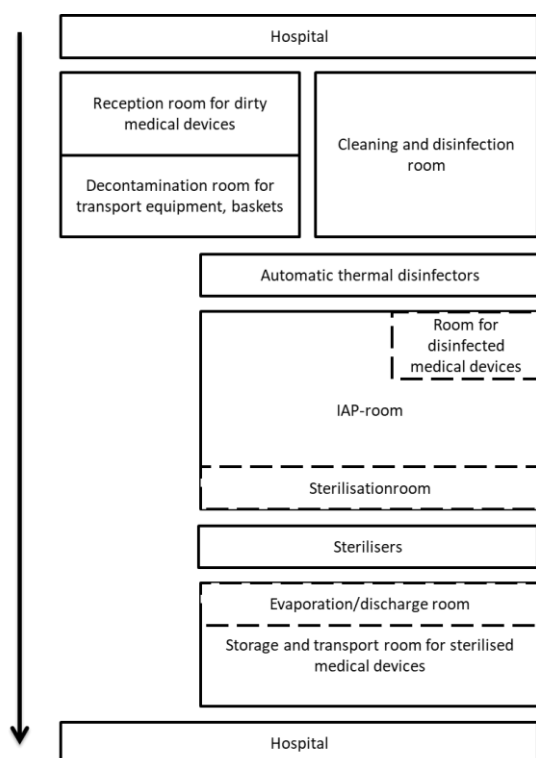 Hospital
Reception room for dirty
medical devices
Decontamination room for
transport equipment, baskets
Cleaning and disinfection
room
Automatic thermal disinfectors
Room for
disinfected
medical devices
IAP-room
Sterilisationroom
Sterilisers
Evaporation/discharge room
Storage and transport room for sterilised
medical devices
Hospital